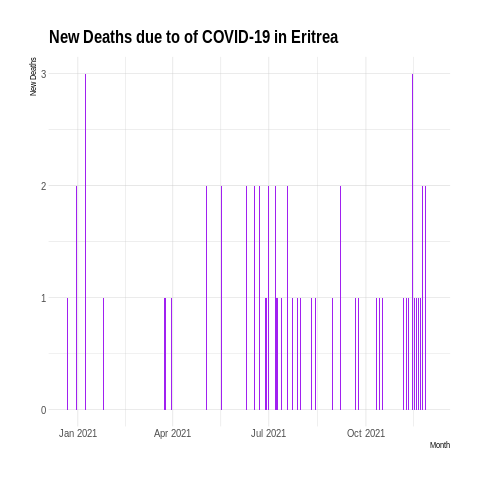 New Deaths due to of COVID-19 in Eritrea
New Deaths
3
2
1
0
Jan 2021 Apr 2021 Jul 2021 Oct 2021
Month